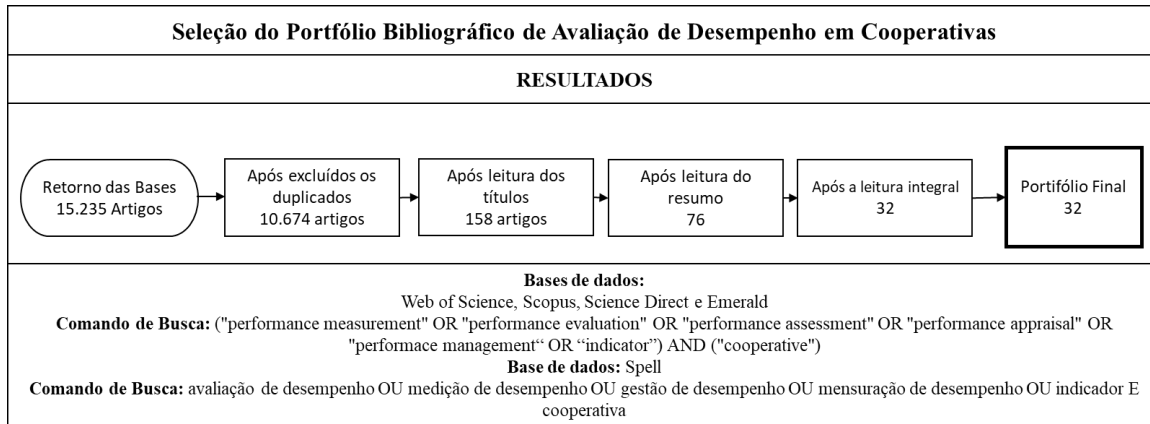 Seleção do Portfólio Bibliográfico de Avaliação de Desempenho em Cooperativas
RESULTADOS
Retorno das Bases
15.235 Artigos
Após excluídos os
duplicados
10.674 artigos
Após leitura dos
títulos
158 artigos
Após leitura do
resumo
76
Após a leitura integral
32
Portifólio Final
32
Bases de dados:
Web of Science, Scopus, Science Direct e Emerald
Comando de Busca: ("performance measurement" OR "performance evaluation" OR "performance assessment" OR "performance appraisal" OR
"performace management“ OR “indicator”) AND ("cooperative")
Base de dados: Spell
Comando de Busca: avaliação de desempenho OU medição de desempenho OU gestão de desempenho OU mensuração de desempenho OU indicador E
cooperativa